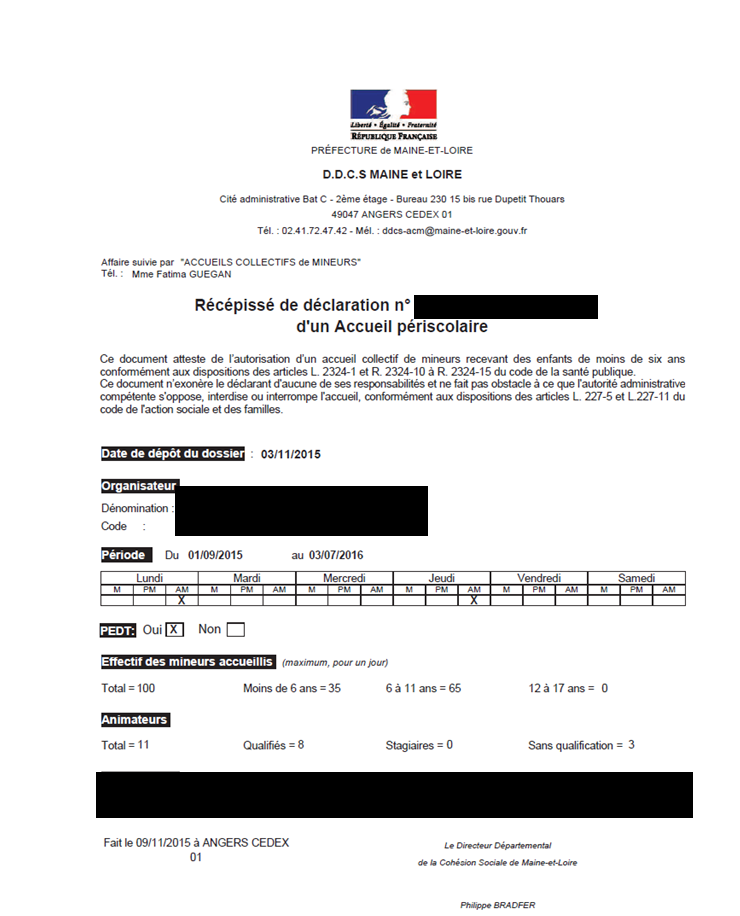 Liberté • Égalité • Fraternité
RÉPUBLIQUE FRANÇAISE
PRÉFECTURE de MAINE-ET-LOIRE
D.D.C.S MAINE et LOIRE
Cité administrative Bat C - 2ème étage - Bureau 230 15 bis rue Dupetit Thouars
49047 ANGERS CEDEX 01
Tél. : 02.41.72.47.42 - Mél. : ddcs-acm@maine-et-loire.gouv.fr
Affaire suivie par "ACCUEILS COLLECTIFS de MINEURS"
Tél. : Mme Fatima GUEGAN
Récépissé de déclaration n°
d'un Accueil périscolaire
Ce document atteste de l'autorisation d'un accueil collectif de mineurs recevant des enfants de moins de six ans
conformément aux dispositions des articles L. 2324-1 et R. 2324-10 à R. 2324-15 du code de la santé publique.
Ce document n'exonère le déclarant d'aucune de ses responsabilités et ne fait pas obstacle à ce que l'autorité administrative
compétente s'oppose, interdise ou interrompe l'accueil, conformément aux dispositions des articles L. 227-5 et L.227-11 du
code de l'action sociale et des familles.
Date de dépôt du dossier : 03/11/2015
Organisateur
Dénomination :
Code :
Période Du 01/09/2015 au 03/07/2016
Lundi Mardi Mercredi Jeudi Vendredi Samedi
M PM AM M PM AM M PM AM M PM AM M PM AM M PM AM
X X
PEDT: Oui X Non
Effectif des mineurs accueillis (maximum, pour un jour)
Total = 100 Moins de 6 ans = 35 6 à 11 ans = 65 12 à 17 ans = 0
Animateurs
Total = 11 Qualifiés = 8 Stagiaires = 0 Sans qualification = 3
Fait le 09/11/2015 à ANGERS CEDEX
01
Le Directeur Départemental
de la Cohésion Sociale de Maine-et-Loire
Philippe BRADFER